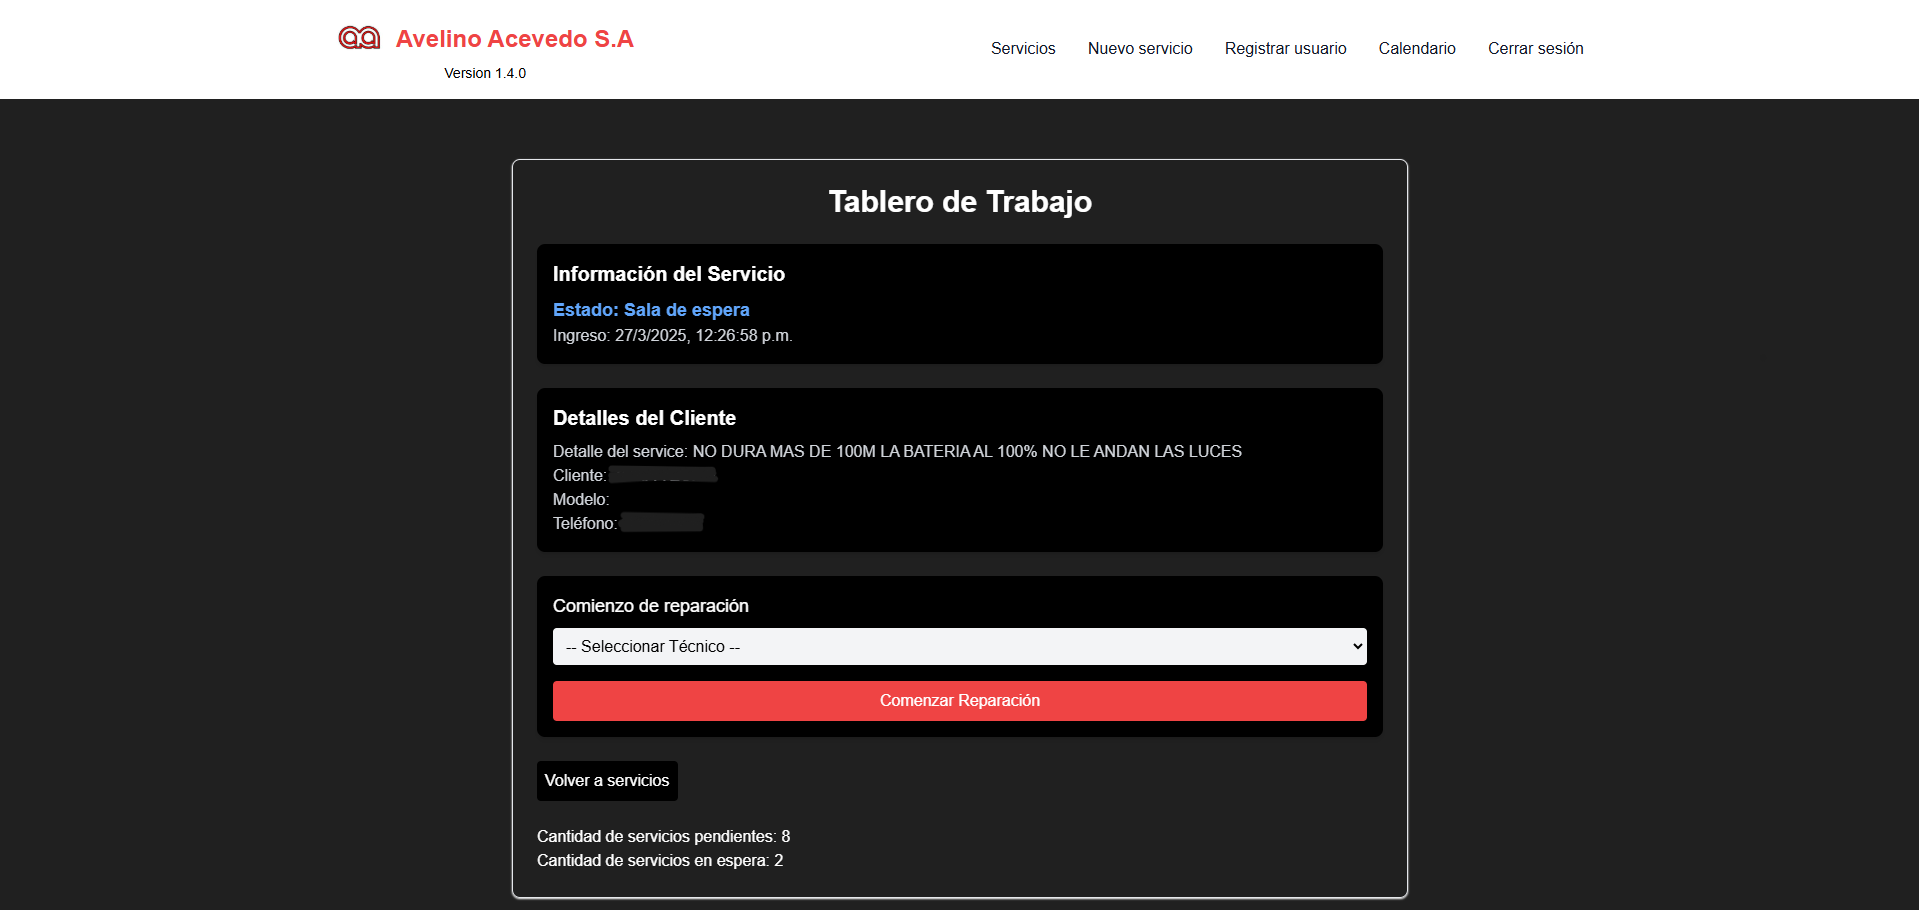 Avelino Acevedo S.A
Version 1.4.0
Servicios
Nuevo servicio
Registrar usuario
Calendario
Cerrar sesión
Tablero de Trabajo
Información del Servicio
Estado: Sala de espera
Ingreso: 27/3/2025, 12:26:58 p.m.
Detalles del Cliente
Detalle del service: NO DURA MAS DE 100M LA BATERIA AL 100% NO LE ANDAN LAS LUCES
Cliente:
Modelo:
Teléfono:
Comienzo de reparación
-- Seleccionar Técnico --
Comenzar Reparación
Volver a servicios
Cantidad de servicios pendientes: 8
Cantidad de servicios en espera: 2